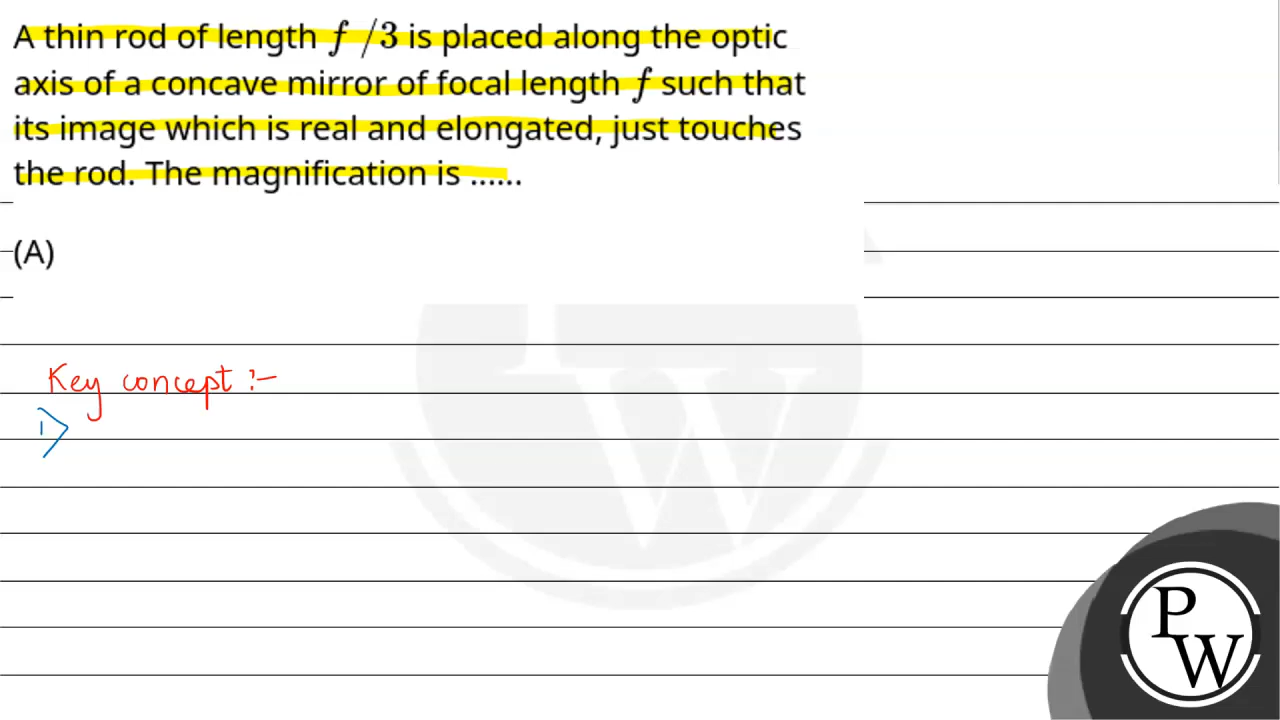 A thin rod of length f /3 is placed along the optic
axis of a concave mirror of focal length f such that
its image which is real and elongated, just touches
the rod. The magnification is ......
(A)
Key concept :-
1)
P
W